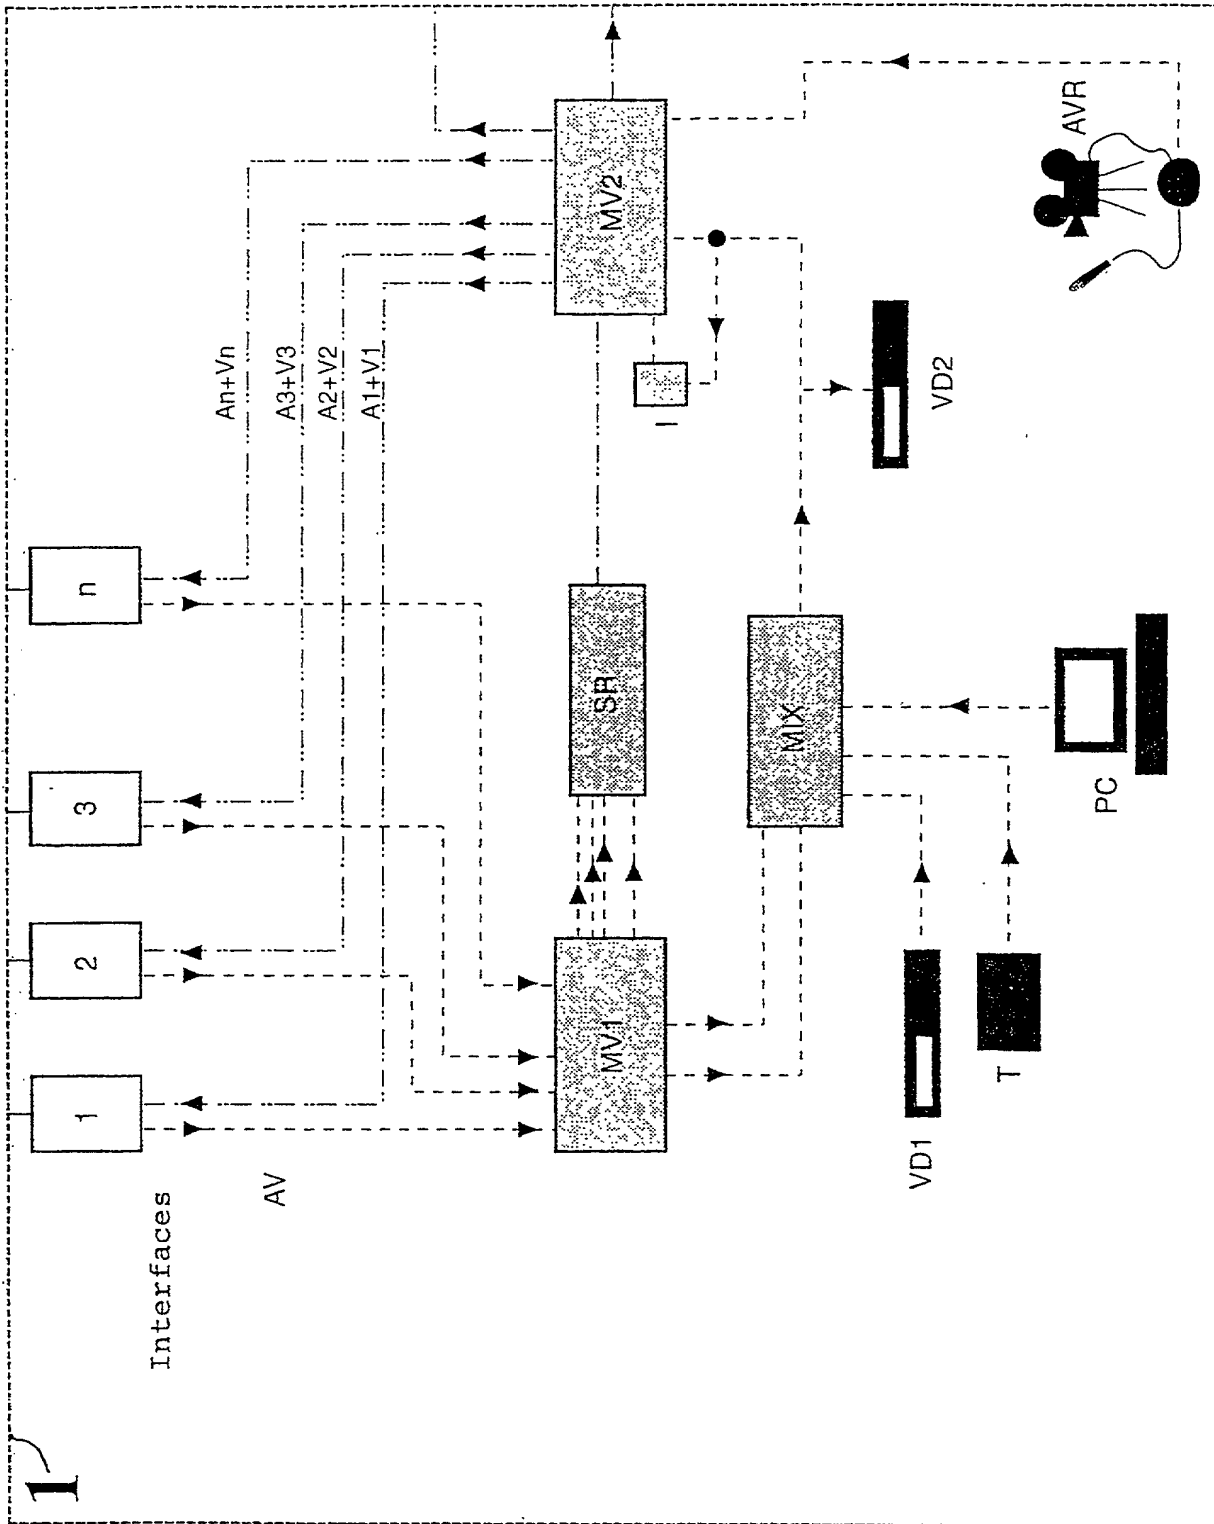 1
Interfaces
1
2
3
n
AV
An+Vn
A3+V3
A2+V2
A1+V1
MV1
SR
MV2
I
MIX
VD1
T
PC
VD2
AVR